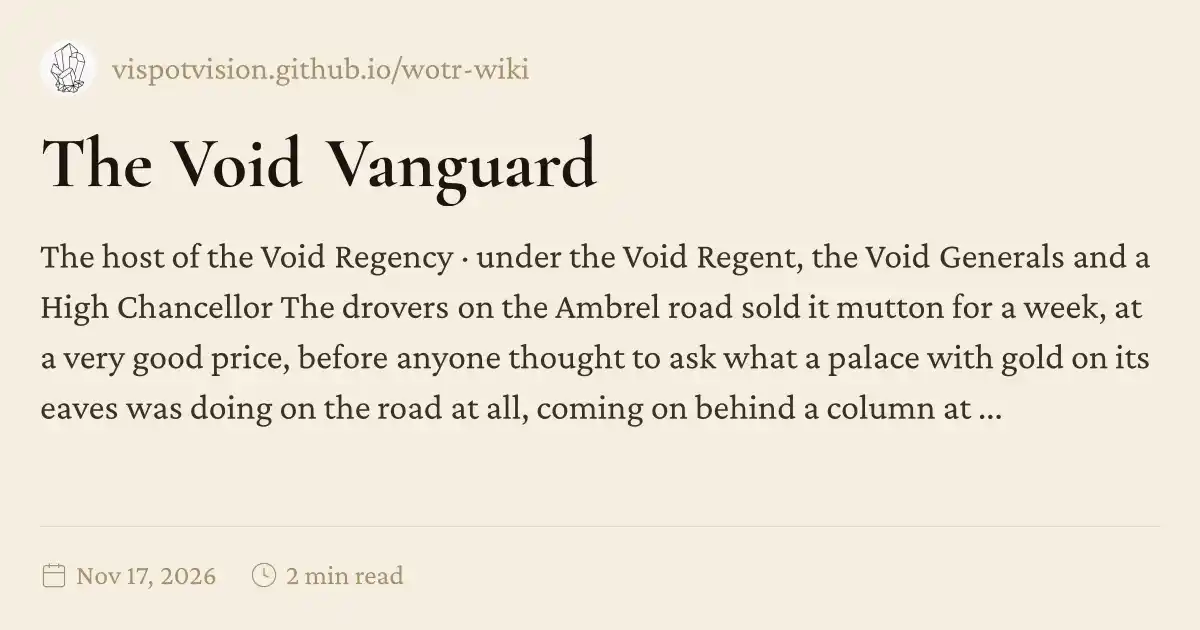 vispotvision.github.io/wotr-wiki
The Void Vanguard
The host of the Void Regency · under the Void Regent, the Void Generals and a
High Chancellor The drovers on the Ambrel road sold it mutton for a week, at
a very good price, before anyone thought to ask what a palace with gold on its
eaves was doing on the road at all, coming on behind a column at ...
Nov 17, 2026
2 min read